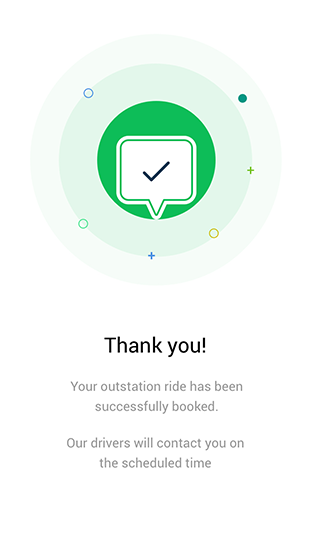 Thank you!
Your outstation ride has been
successfully booked.
Our drivers will contact you on
the scheduled time